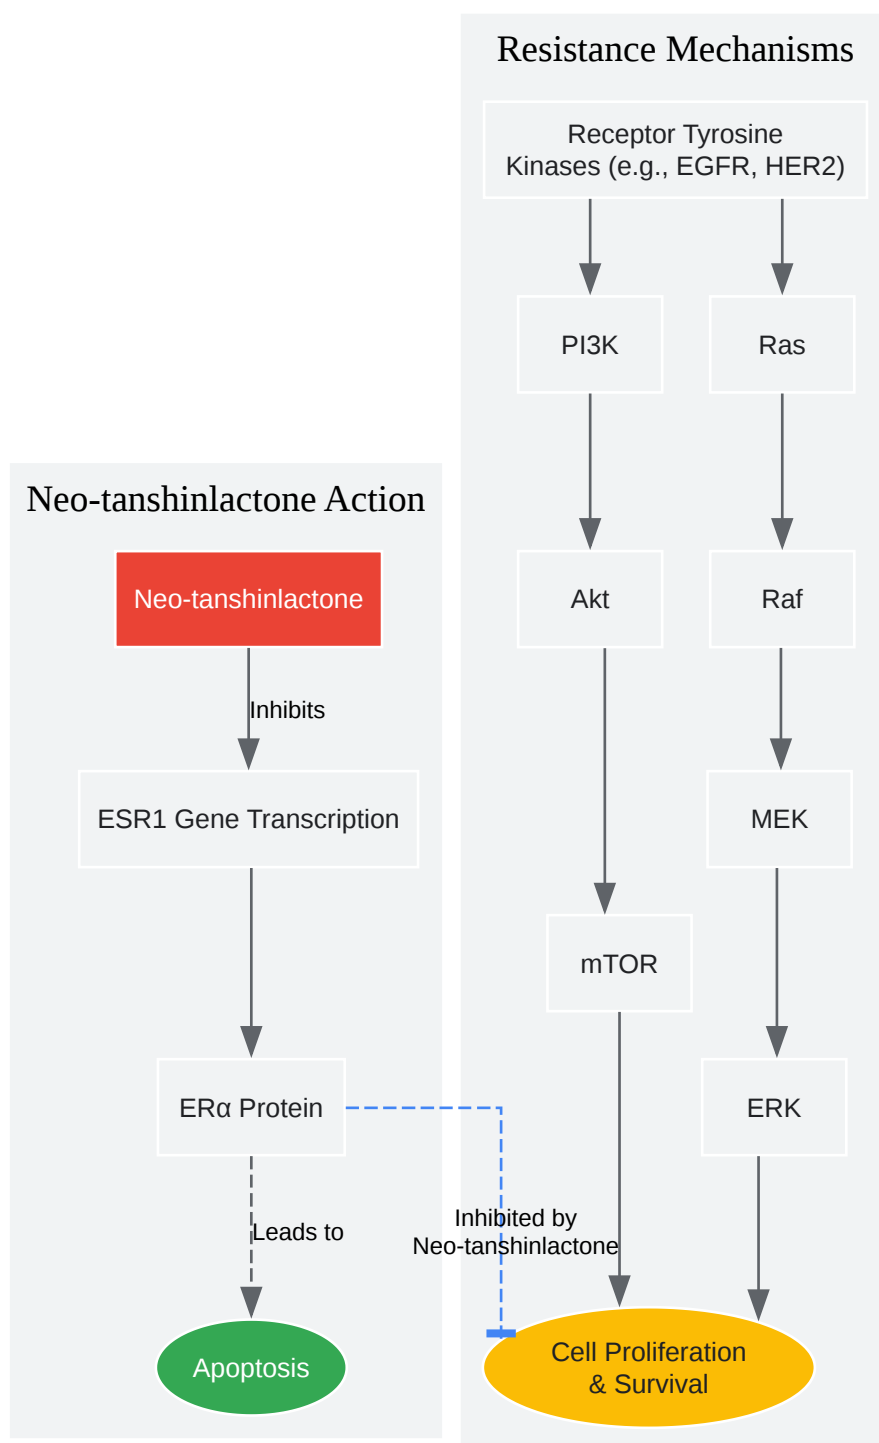 Resistance Mechanisms
Receptor Tyrosine
Kinases (e.g., EGFR, HER2)
PI3K
Ras
Neo-tanshinlactone Action
Neo-tanshinlactone
Akt
Raf
Inhibits
ESR1 Gene Transcription
MEK
mTOR
ERα Protein
ERK
Leads to
Inhibited by
Neo-tanshinlactone
Apoptosis
Cell Proliferation
& Survival